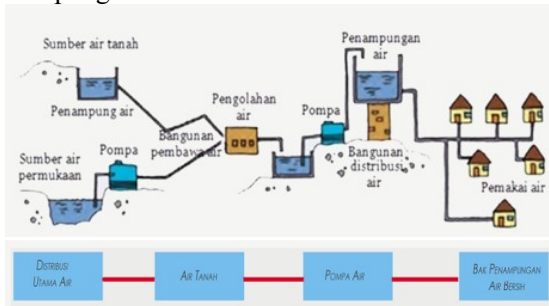 Sumber air tanah
Penampung air
Sumber air
permukaan
Pompa
Bangunan
pembawa air
Pengolahan
air
Pompa
Penampungan
air
Bangunan
distribusi
air
Pemakai air
DISTRIBUSI
UTAMA AIR
AIR TANAH
POMPA AIR
BAK PENAMPUNGAN
AIR BERSIH